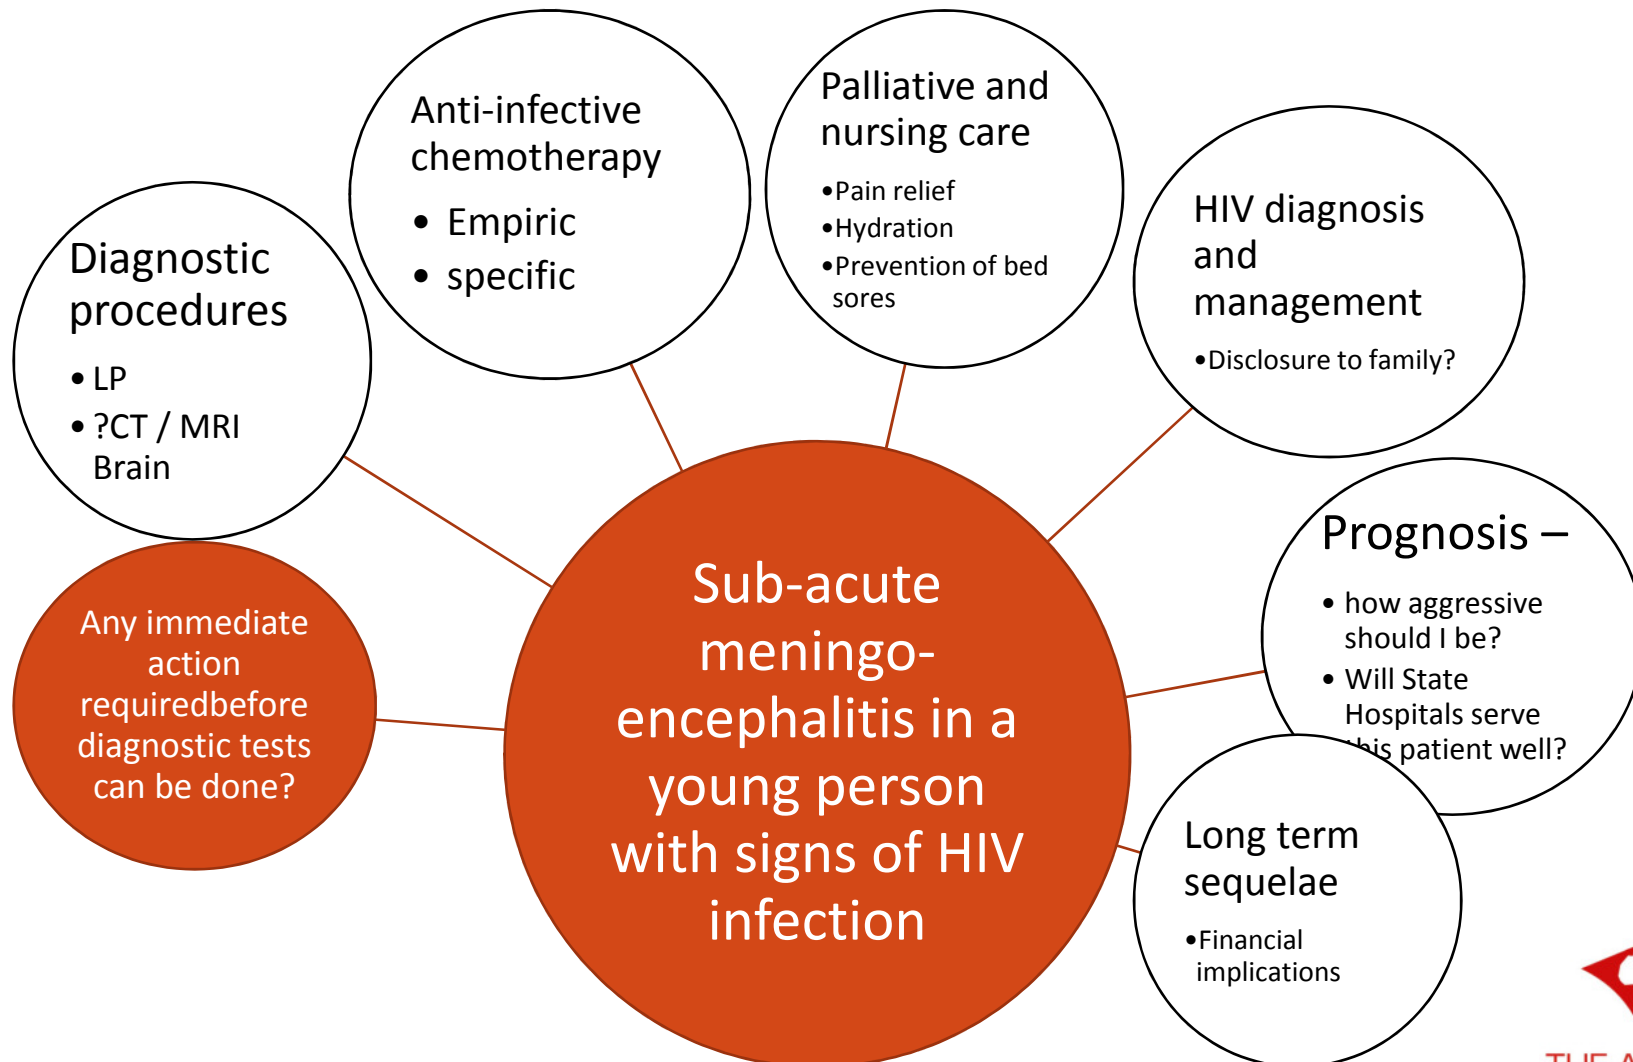 Anti-infective
chemotherapy
• Empiric
• specific
Palliative and
nursing care
•Pain relief
•Hydration
•Prevention of bed
sores
HIV diagnosis
and
management
•Disclosure to family?
Diagnostic
procedures
• LP
• ?CT / MRI
Brain
Prognosis –
• how aggressive
should I be?
• Will State
Hospitals serve
this patient well?
Any immediate
action
requiredbefore
diagnostic tests
can be done?
Sub-acute
meningo-
encephalitis in a
young person
with signs of HIV
infection
Long term
sequelae
•Financial
implications
THE A